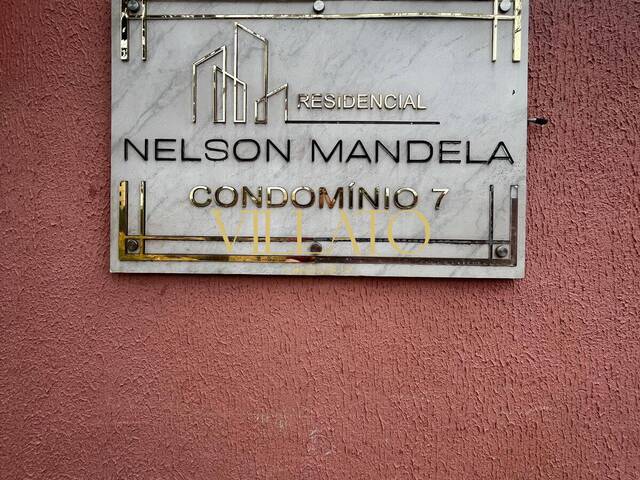 RESIDENCIAL
NELSON MANDELA
CONDOMÍNIO 7
VILLATO